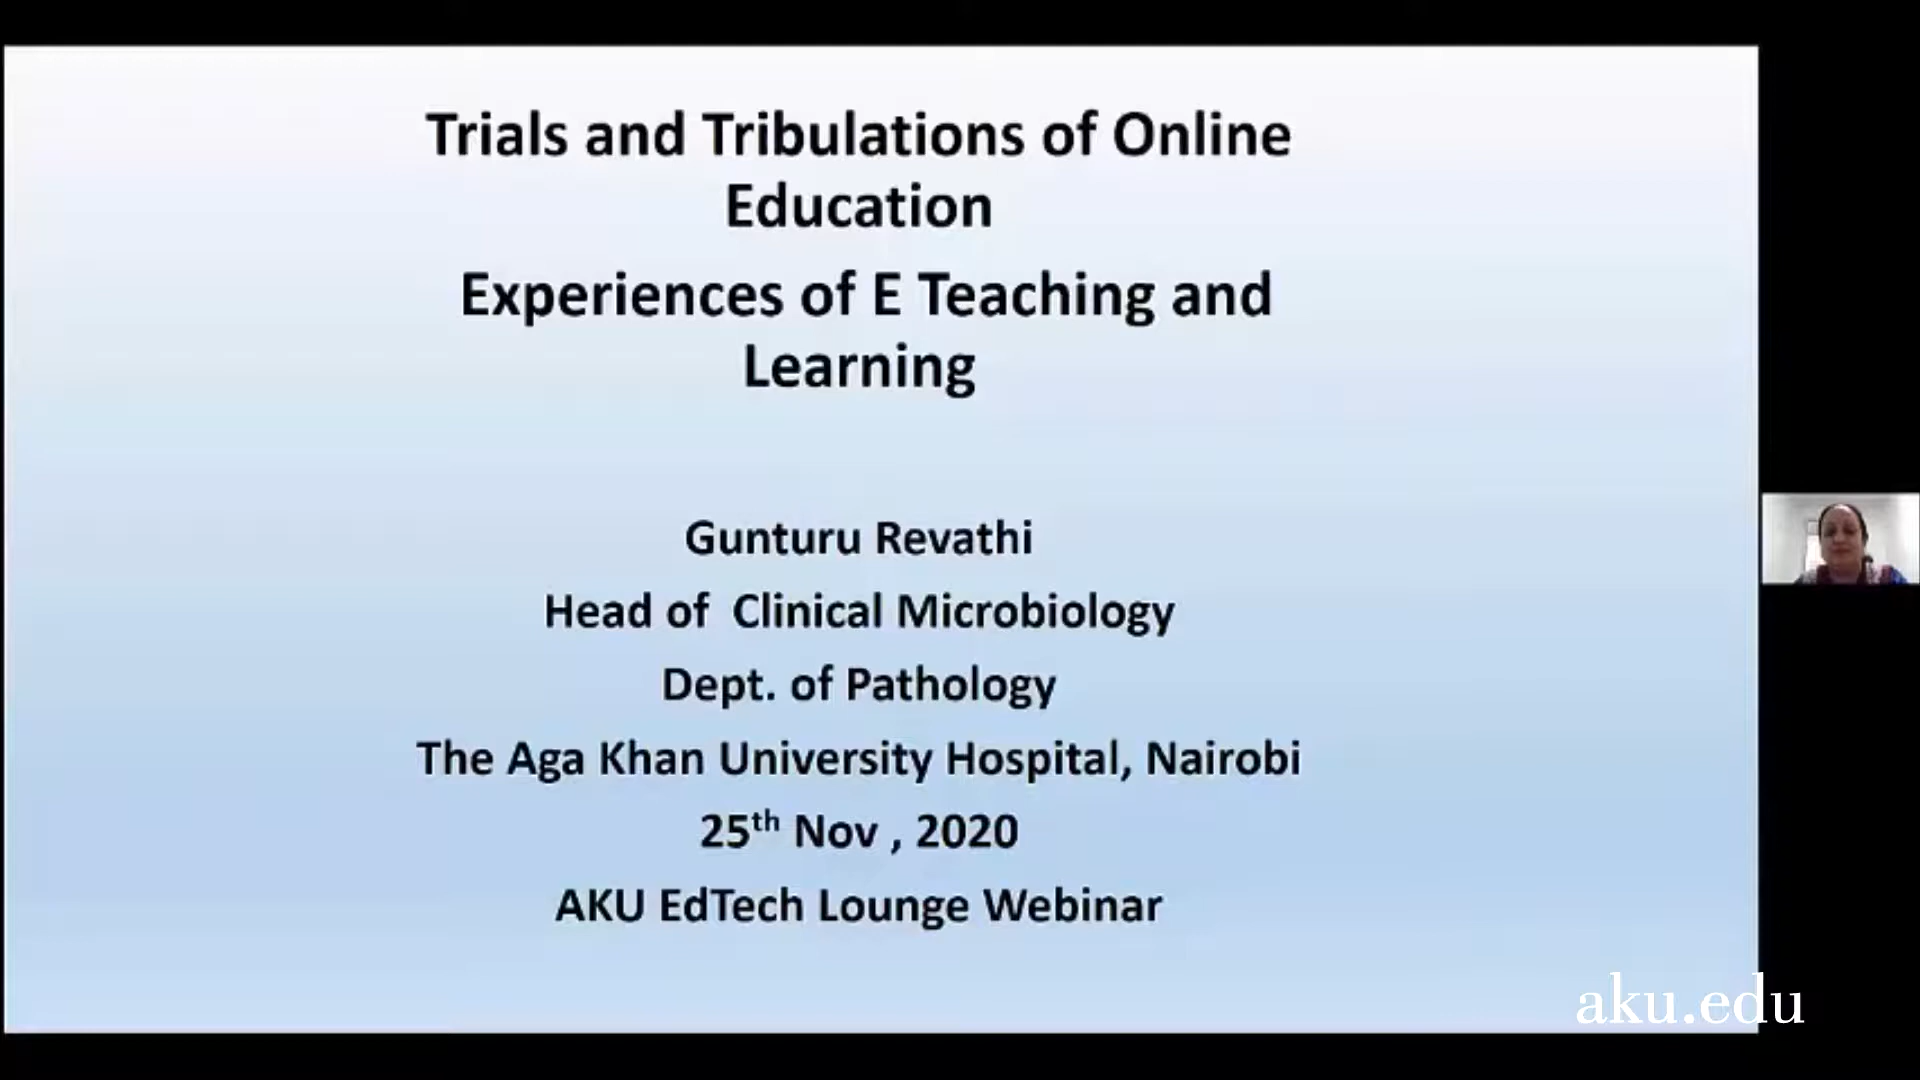 Trials and Tribulations of Online
Education
Experiences of E Teaching and
Learning
Gunturu Revathi
Head of Clinical Microbiology
Dept. of Pathology
The Aga Khan University Hospital, Nairobi
25th Nov , 2020
AKU EdTech Lounge Webinar
aku.edu